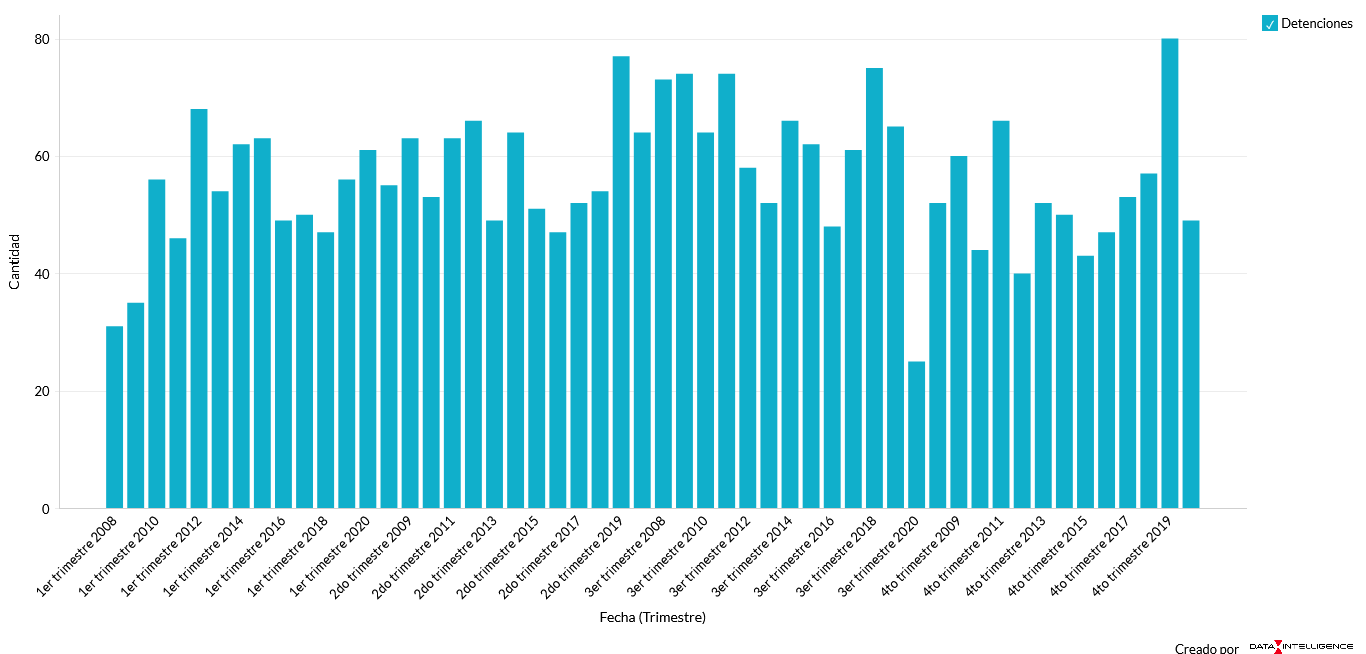 Detenciones
80
60
40
20
0
Cantidad
1er trimestre 2008
1er trimestre 2010
1er trimestre 2012
1er trimestre 2014
1er trimestre 2016
1er trimestre 2018
1er trimestre 2020
2do trimestre 2009
2do trimestre 2011
2do trimestre 2013
2do trimestre 2015
2do trimestre 2017
2do trimestre 2019
3er trimestre 2008
3er trimestre 2010
3er trimestre 2012
3er trimestre 2014
3er trimestre 2016
3er trimestre 2018
3er trimestre 2020
4to trimestre 2009
4to trimestre 2011
4to trimestre 2013
4to trimestre 2015
4to trimestre 2017
4to trimestre 2019
Fecha (Trimestre)
Creado por DATA INTELLIGENCE